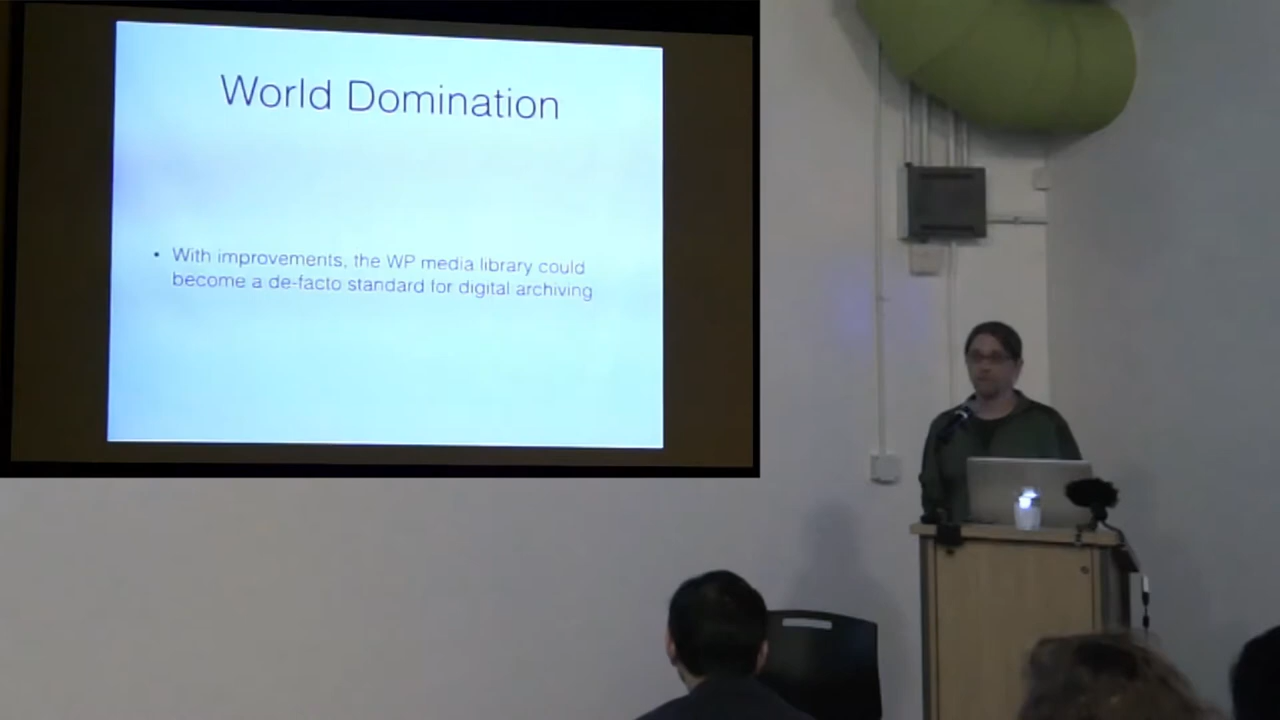 World Domination
• With improvements, the WP media library could
become a de-facto standard for digital archiving